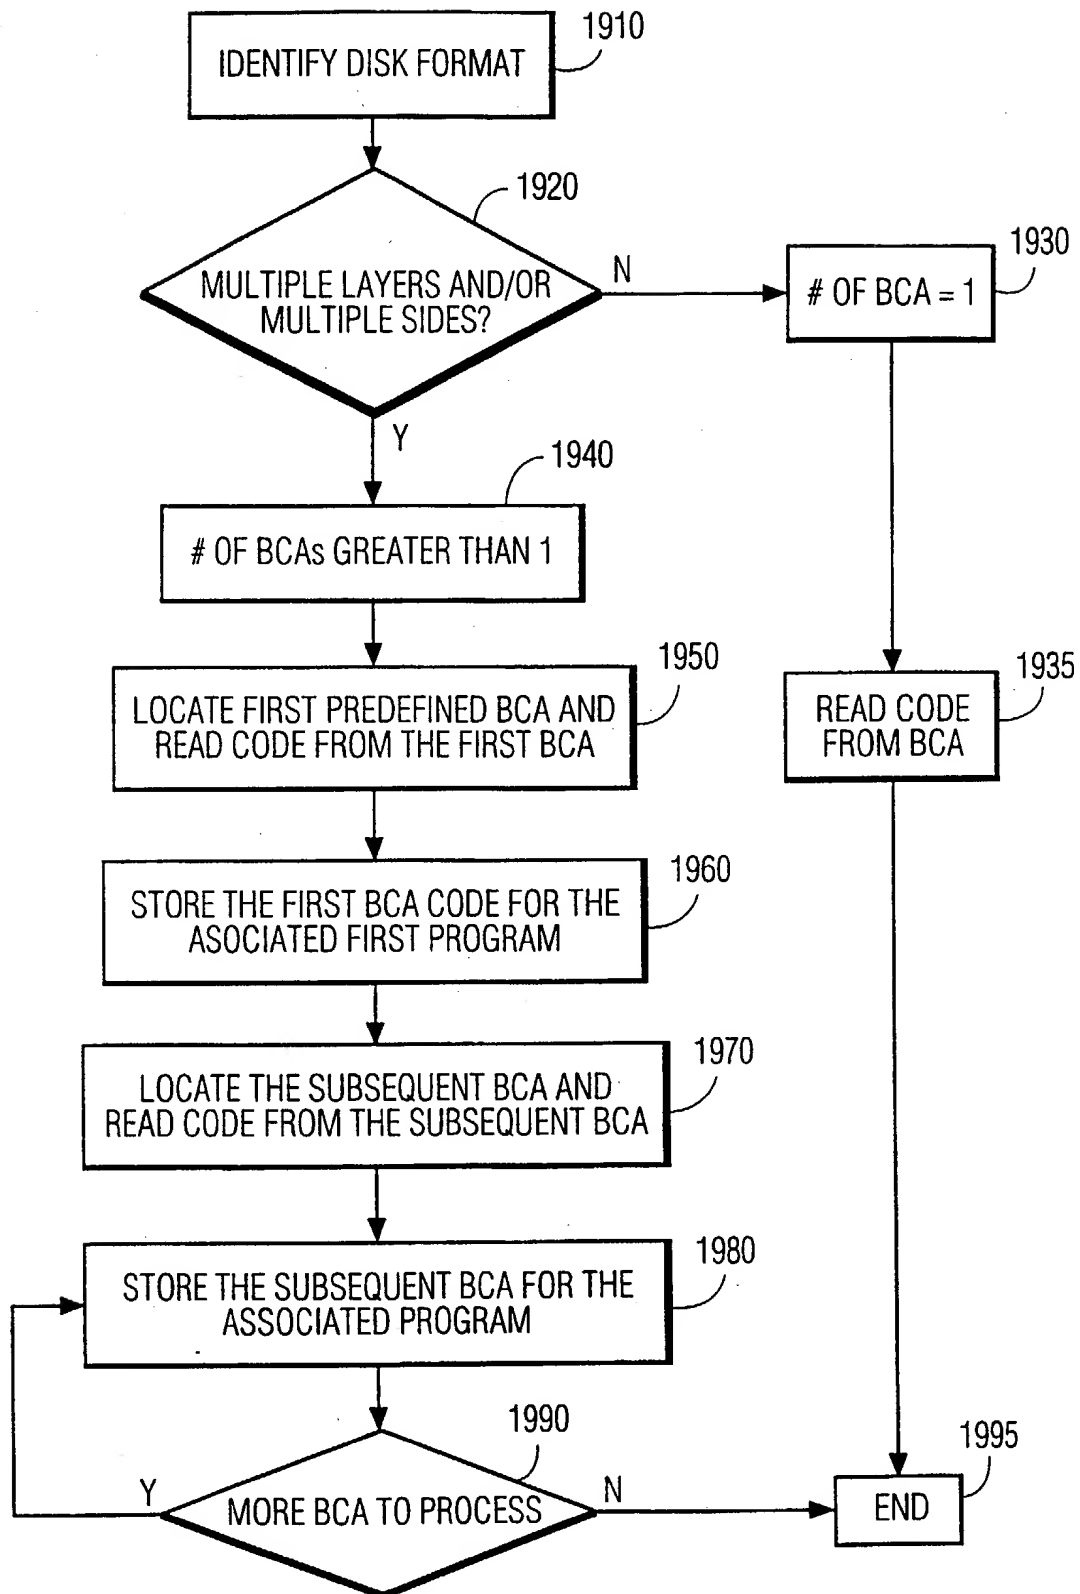 1910
IDENTIFY DISK FORMAT
1920
MULTIPLE LAYERS AND/OR
MULTIPLE SIDES?
N
1930
# OF BCA = 1
Y
1940
# OF BCAs GREATER THAN 1
1950
LOCATE FIRST PREDEFINED BCA AND
READ CODE FROM THE FIRST BCA
1935
READ CODE
FROM BCA
1960
STORE THE FIRST BCA CODE FOR THE
ASOCIATED FIRST PROGRAM
1970
LOCATE THE SUBSEQUENT BCA AND
READ CODE FROM THE SUBSEQUENT BCA
1980
STORE THE SUBSEQUENT BCA FOR THE
ASSOCIATED PROGRAM
1990
Y
MORE BCA TO PROCESS
N
1995
END